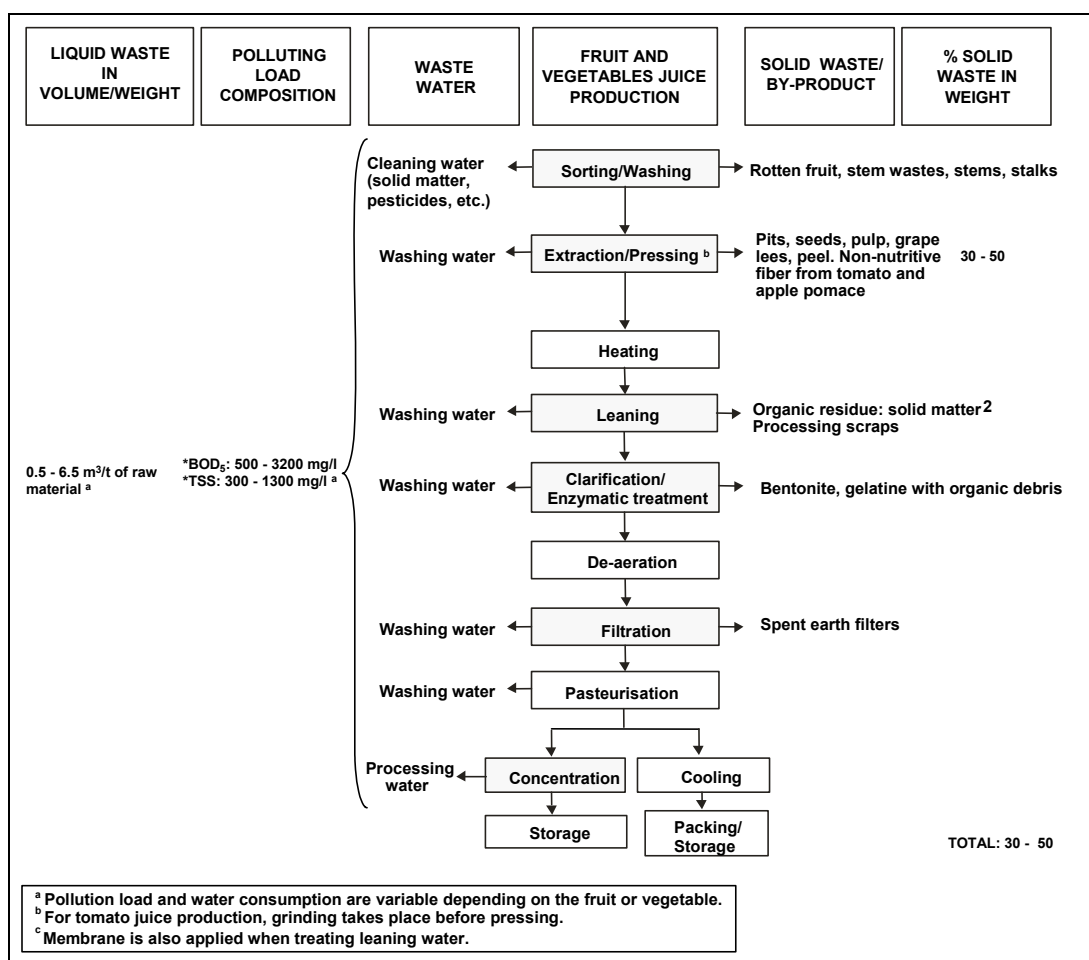 LIQUID WASTE
IN
VOLUME/WEIGHT
POLLUTING
LOAD
COMPOSITION
WASTE
WATER
FRUIT AND
VEGETABLES JUICE
PRODUCTION
SOLID WASTE/
BY-PRODUCT
% SOLID
WASTE IN
WEIGHT
Cleaning water
(solid matter,
pesticides, etc.)
Sorting/Washing
Rotten fruit, stem wastes, stems, stalks
Washing water
Extraction/Pressing ᵇ
Pits, seeds, pulp, grape
lees, peel. Non-nutritive
fiber from tomato and
apple pomace
30 - 50
Heating
Washing water
Leaning
Organic residue: solid matter 2
Processing scraps
0.5 - 6.5 m³/t of raw
material ᵃ
*BOD₅: 500 - 3200 mg/l
*TSS: 300 - 1300 mg/l ᵃ
Washing water
Clarification/
Enzymatic treatment
Bentonite, gelatine with organic debris
De-aeration
Washing water
Filtration
Spent earth filters
Washing water
Pasteurisation
Processing
water
Concentration
Cooling
Storage
Packing/
Storage
TOTAL: 30 - 50
ᵃ Pollution load and water consumption are variable depending on the fruit or vegetable.
ᵇ For tomato juice production, grinding takes place before pressing.
ᶜ Membrane is also applied when treating leaning water.